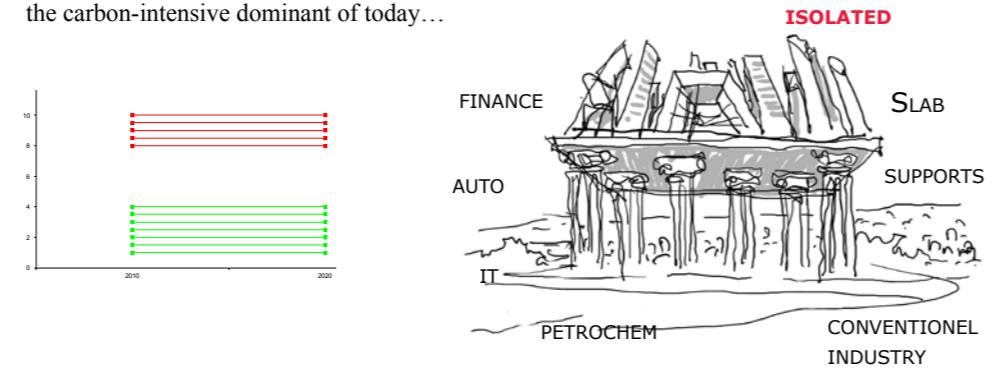 the carbon-intensive dominant of today…
ISOLATED
FINANCE
SLAB
AUTO
SUPPORTS
IT
PETROCHEM
CONVENTIONEL
INDUSTRY
10
8
6
4
2
0
2010
2020